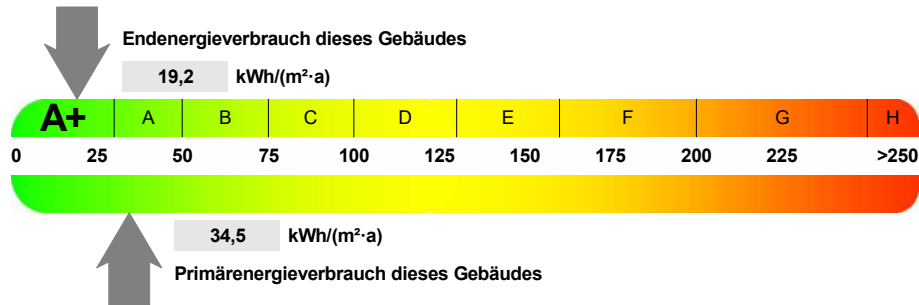 Endenergieverbrauch dieses Gebäudes
19,2 kWh/(m²·a)
A+ A B C D E F G H
0 25 50 75 100 125 150 175 200 225 >250
34,5 kWh/(m²·a)
Primärenergieverbrauch dieses Gebäudes